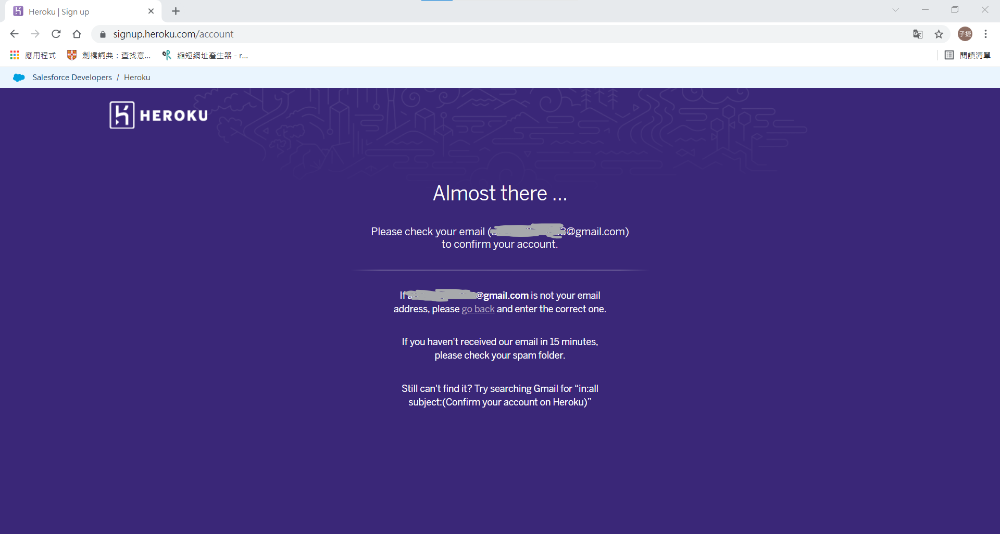 Heroku | Sign up
signup.heroku.com/account
子捷
應用程式
劍橋詞典：查找意...
縮短網址產生器 - r...
閱讀清單
Salesforce Developers / Heroku
HEROKU
Almost there ...
Please check your email (@gmail.com)
to confirm your account.
If @gmail.com is not your email
address, please go back and enter the correct one.
If you haven't received our email in 15 minutes,
please check your spam folder.
Still can't find it? Try searching Gmail for “in:all
subject:(Confirm your account on Heroku)”